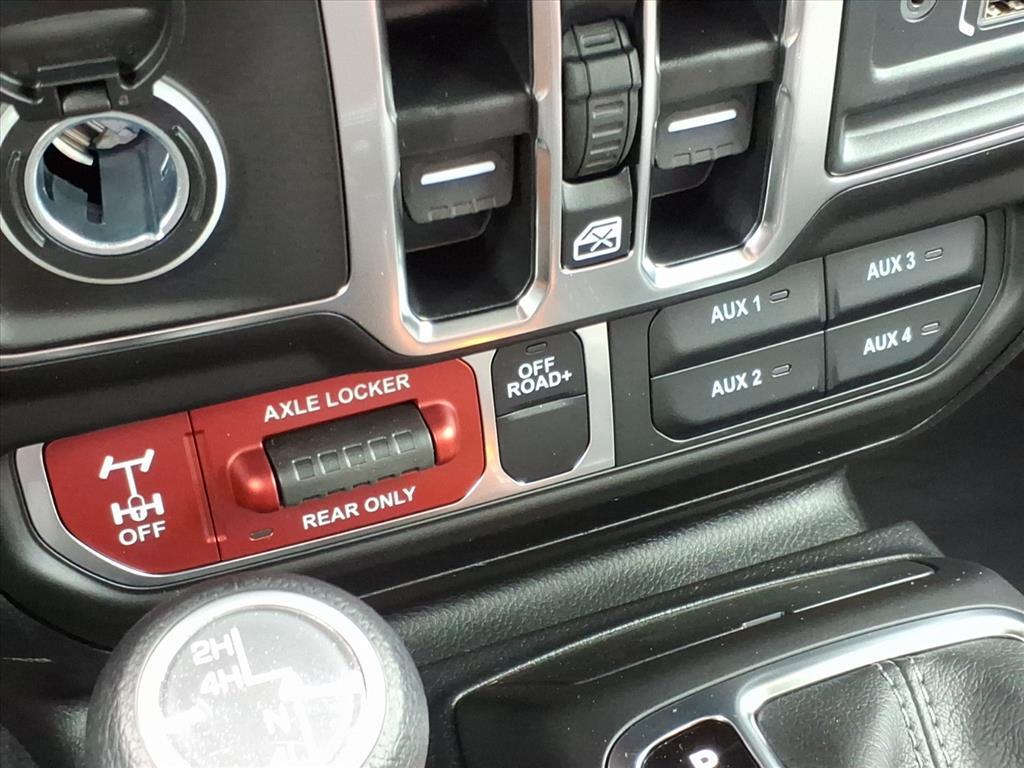 AUX 1
AUX 3
AUX 2
AUX 4
OFF
ROAD+
AXLE LOCKER
REAR ONLY
OFF
2H
4H
N
P